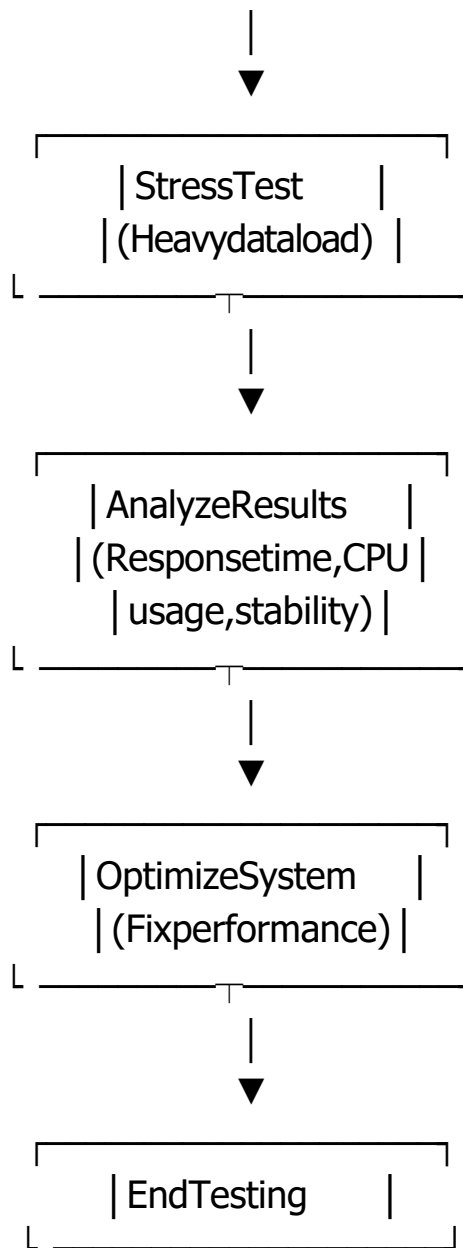 StressTest
(Heavydataload)
AnalyzeResults
(Responsetime,CPU
usage,stability)
OptimizeSystem
(Fixperformance)
EndTesting